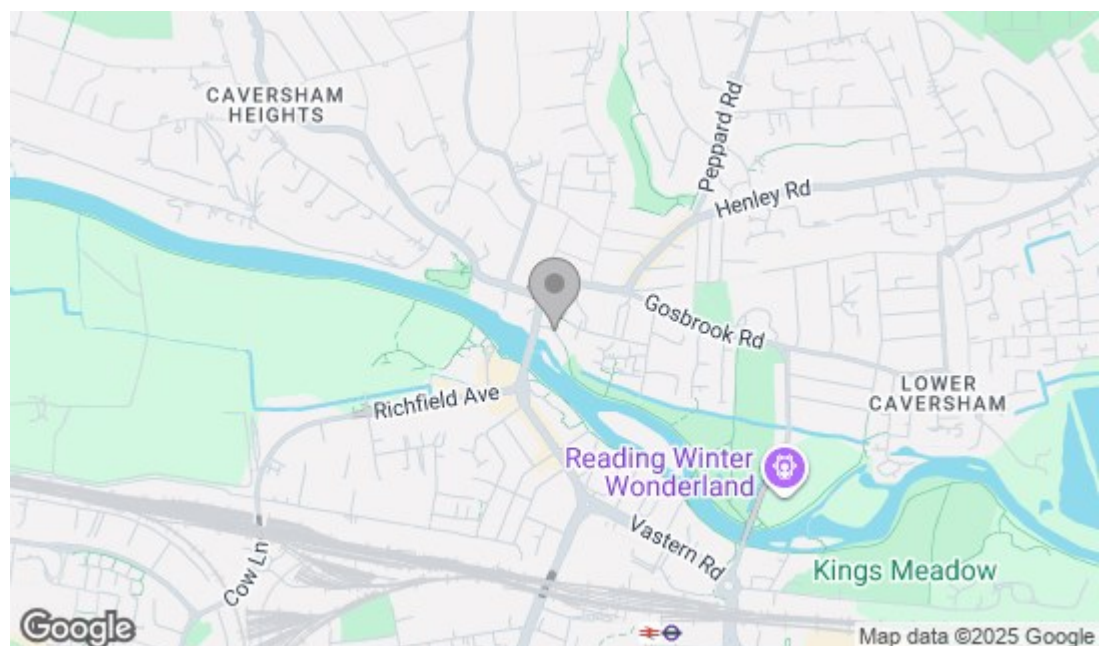 CAVERSHAM
HEIGHTS
Peppard Rd
Henley Rd
Gosbrook Rd
LOWER
CAVERSHAM
Richfield Ave
Reading Winter
Wonderland
Vastern Rd
Cow Ln
Kings Meadow
Google
Map data ©2025 Google